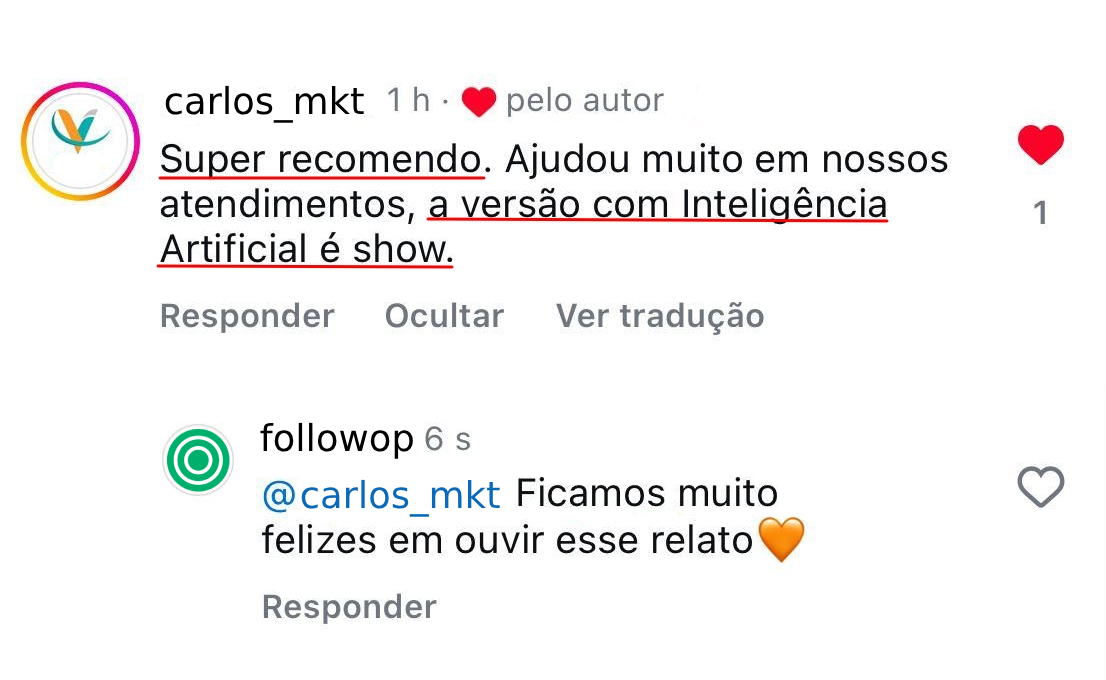 carlos_mkt 1 h · pelo autor
Super recomendo. Ajudou muito em nossos
atendimentos, a versão com Inteligência
Artificial é show.
1
Responder Ocultar Ver tradução
followop 6 s
@carlos_mkt Ficamos muito
felizes em ouvir esse relato🧡
Responder